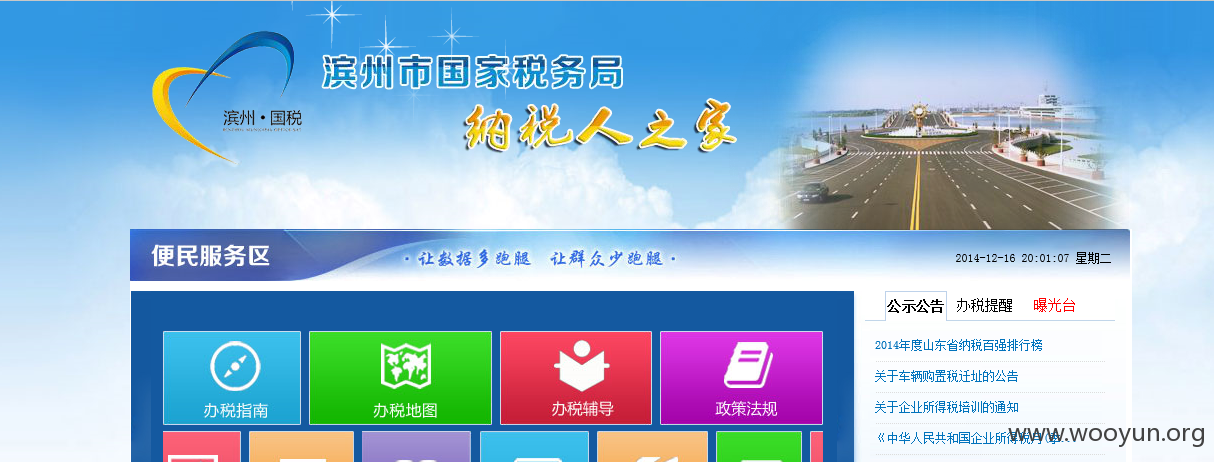 滨州市国家税务局
纳税人之家
滨州·国税
便民服务区
·让数据多跑腿 让群众少跑腿·
2014-12-16 20:01:07 星期二
办税指南
办税地图
办税辅导
政策法规
公示公告 办税提醒 曝光台
2014年度山东省纳税百强排行榜
关于车辆购置税迁址的公告
关于企业所得税培训的通知
《中华人民共和国企业所得税月(季
www.wooyun.org